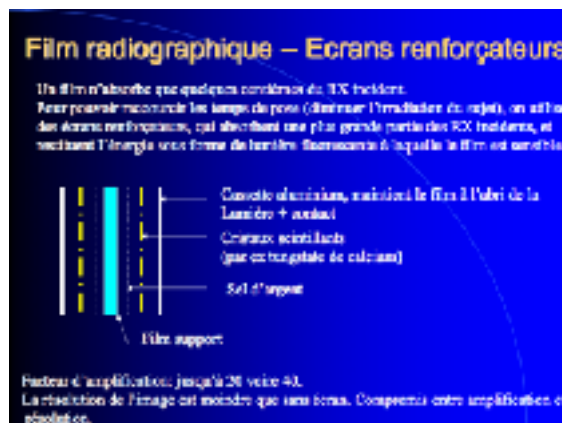 Film radiographique – Ecrans renforçateurs
Un film n'absorbe que quelques centièmes du RX incident.
Pour pouvoir raccourcir les temps de pose (diminuer l'irradiation du sujet), on utilise
des écrans renforçateurs, qui absorbent une plus grande partie des RX incidents, et
restituent l'énergie sous forme de lumière fluorescente à laquelle le film est sensible
Cassette aluminium, maintient le film à l'abri de la
Lumière + contact
Cristaux scintillants
(par ex tungstate de calcium)
Sel d'argent
Film support
Facteur d'amplification: jusqu'à 20 voire 40.
La résolution de l'image est moindre que sans écran. Compromis entre amplification et
résolution.